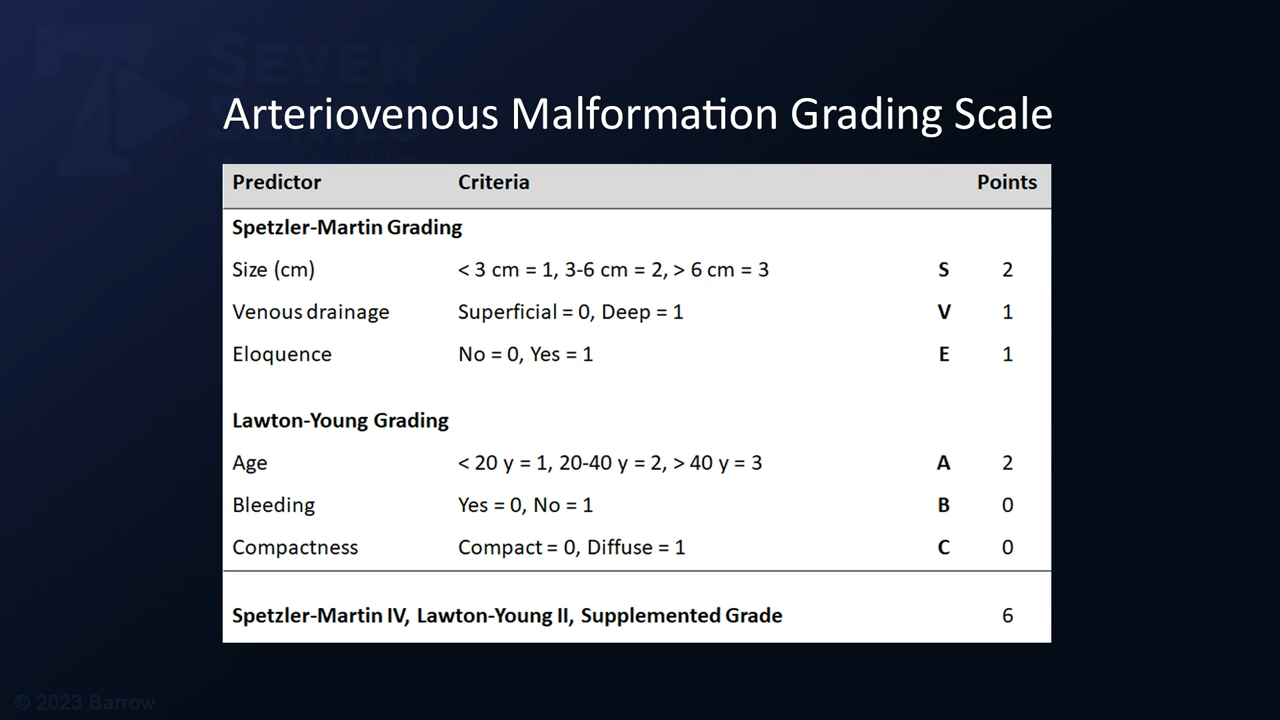 SEVEN
Arteriovenous Malformation Grading Scale
Predictor Criteria Points
Spetzler-Martin Grading
Size (cm) < 3 cm = 1, 3-6 cm = 2, > 6 cm = 3 S 2
Venous drainage Superficial = 0, Deep = 1 V 1
Eloquence No = 0, Yes = 1 E 1
Lawton-Young Grading
Age < 20 y = 1, 20-40 y = 2, > 40 y = 3 A 2
Bleeding Yes = 0, No = 1 B 0
Compactness Compact = 0, Diffuse = 1 C 0
Spetzler-Martin IV, Lawton-Young II, Supplemented Grade 6
© 2023 Barrow